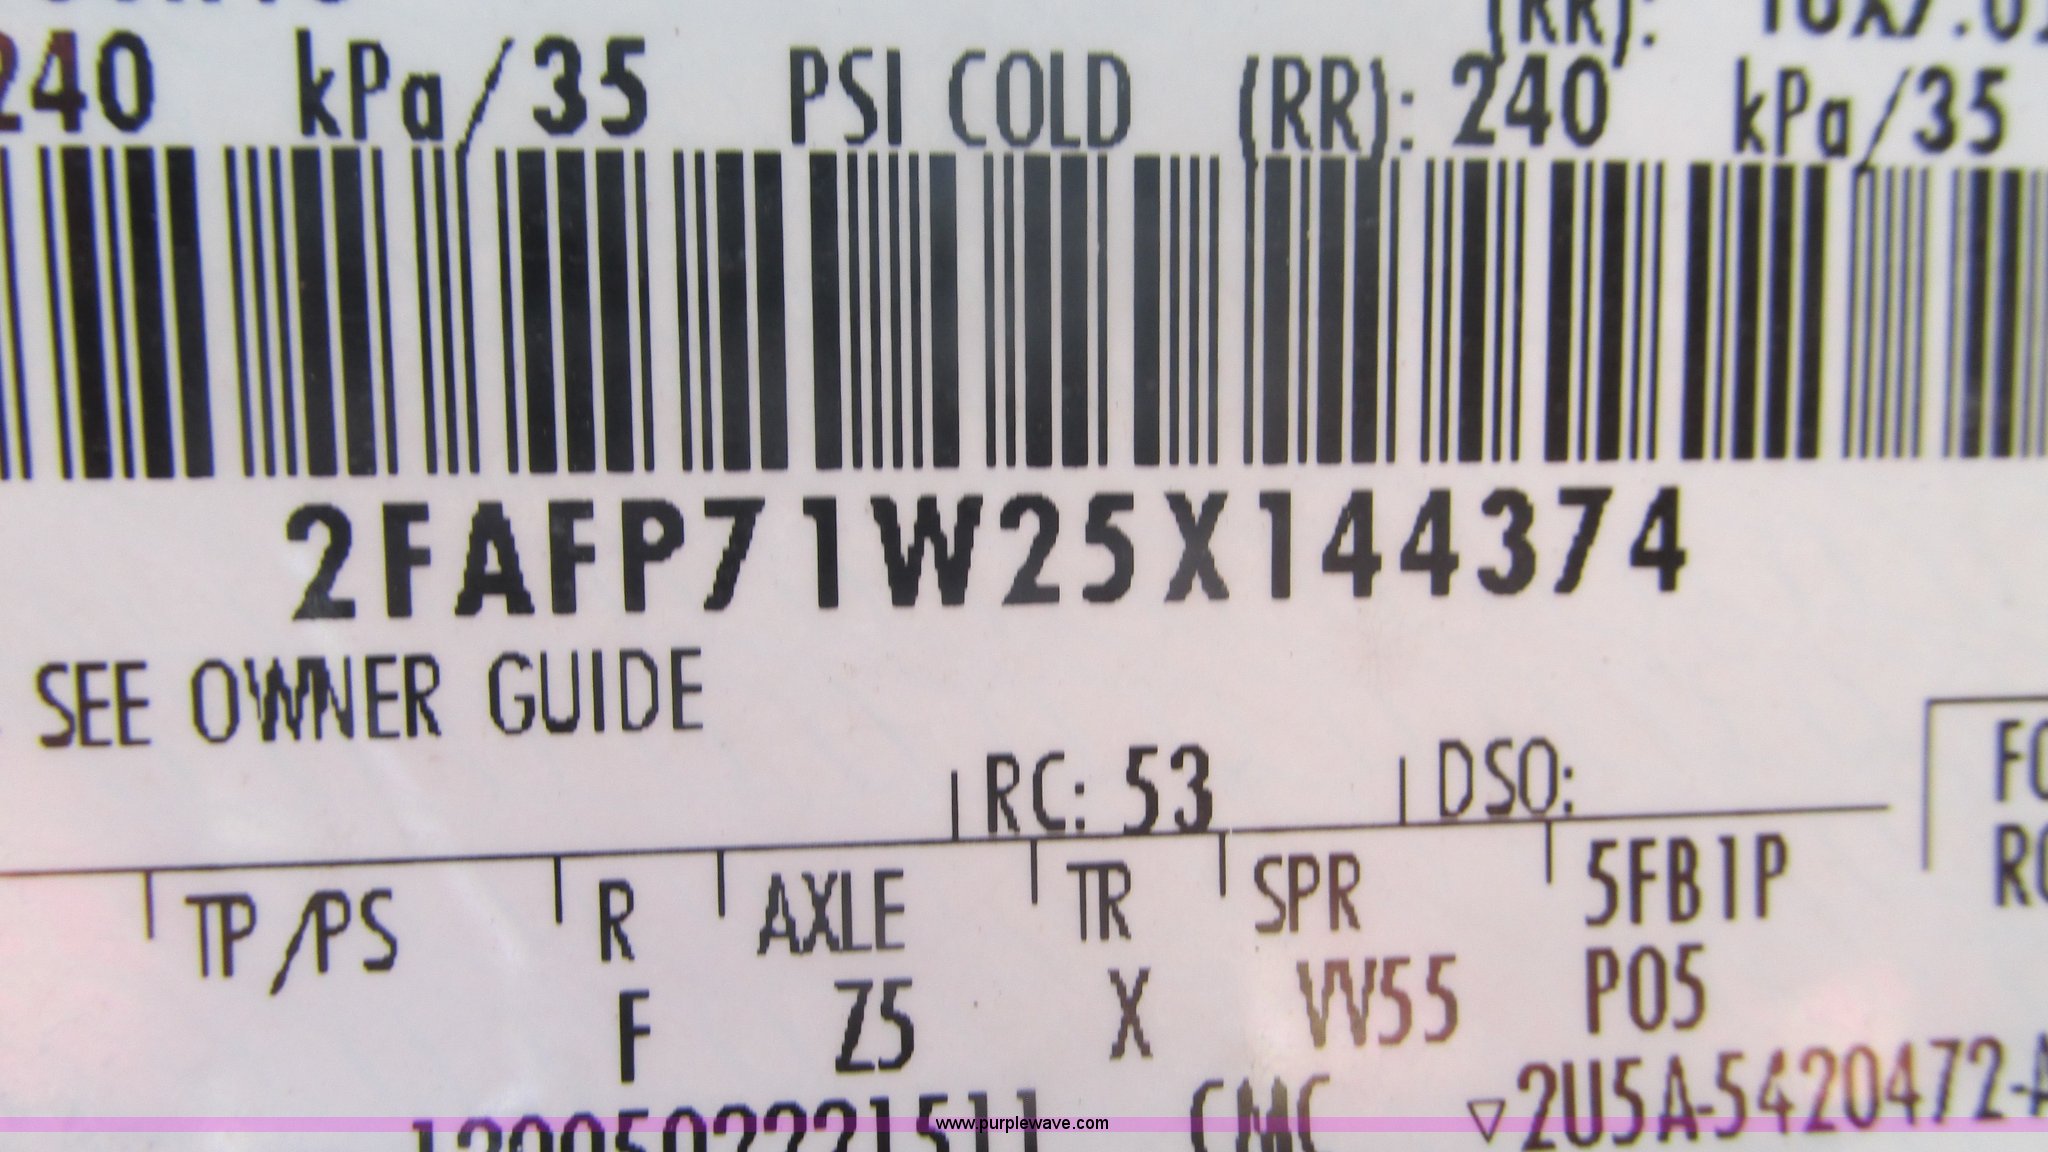 (RR):
240 kPa/35 PSI COLD (RR): 240 kPa/35
2FAFP71W25X144374
SEE OWNER GUIDE
RC: 53 DSO:
TP/PS R AXLE TR SPR 5FB1P
F Z5 X VV55 P05
CMC ▽2U5A-5420472-
www.purplewave.com